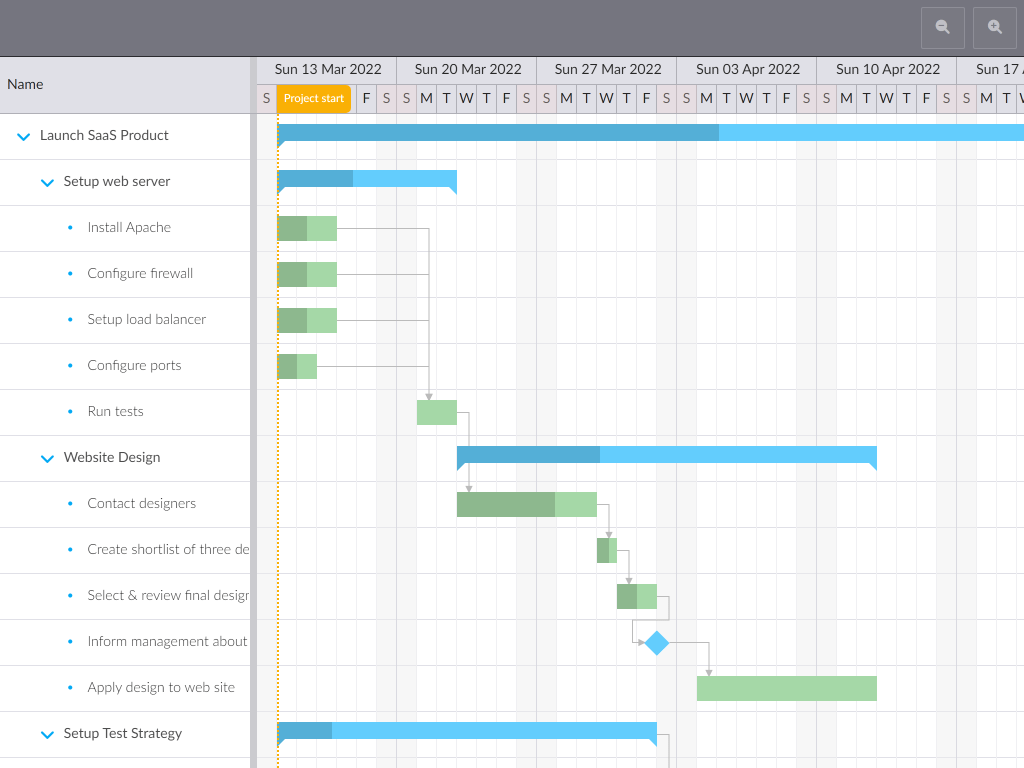 Name
Sun 13 Mar 2022 Sun 20 Mar 2022 Sun 27 Mar 2022 Sun 03 Apr 2022 Sun 10 Apr 2022 Sun 17
S Project start F S S M T W T F S S M T W T F S S M T W T F S S M T W T F S S M T
Launch SaaS Product
Setup web server
Install Apache
Configure firewall
Setup load balancer
Configure ports
Run tests
Website Design
Contact designers
Create shortlist of three de
Select & review final desigr
Inform management about
Apply design to web site
Setup Test Strategy